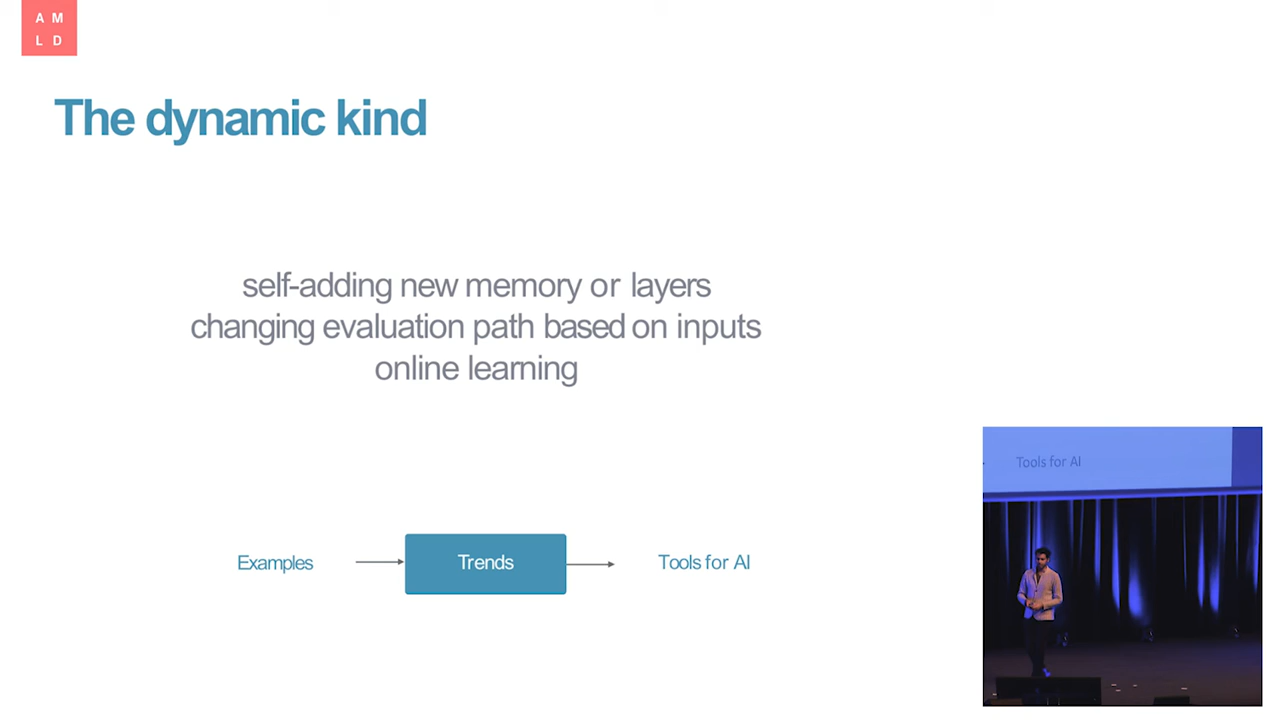 A M
L D
The dynamic kind
self-adding new memory or layers
changing evaluation path based on inputs
online learning
Examples
Trends
Tools for AI
Tools for AI